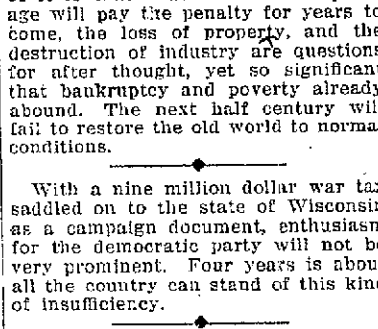 age will pay the penalty for years to
come, the loss of property, and the
destruction of industry are questions
for after thought, yet so significant
that bankruptcy and poverty already
abound. The next half century wil
fail to restore the old world to norma
conditions.
With a nine million dollar war tax
saddled on to the state of Wisconsin
as a campaign document, enthusiasm
for the democratic party will not be
very prominent. Four years is abou
all the country can stand of this kind
of insufficiency.